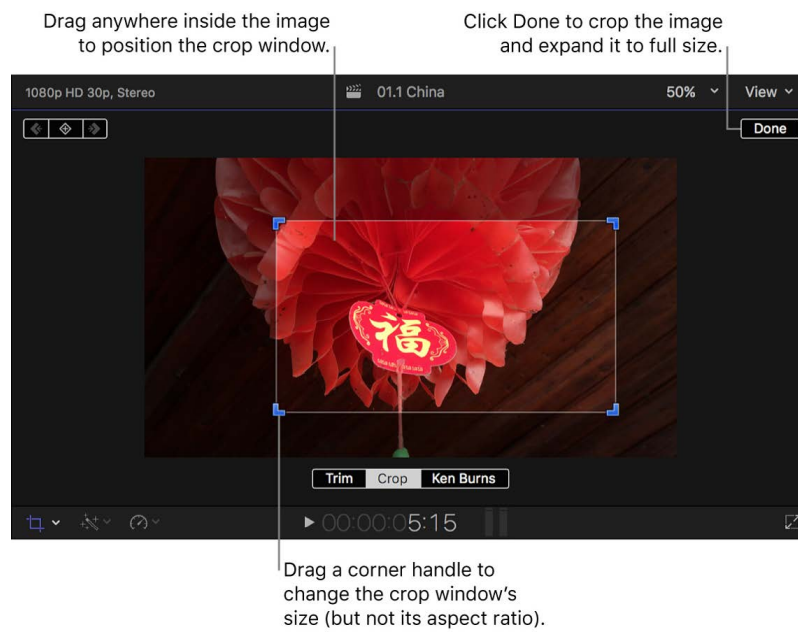 Drag anywhere inside the image
to position the crop window.
Click Done to crop the image
and expand it to full size.
1080p HD 30p, Stereo
01.1 China
50%
View
Done
福
Trim
Crop
Ken Burns
00:00:05:15
Drag a corner handle to
change the crop window's
size (but not its aspect ratio).